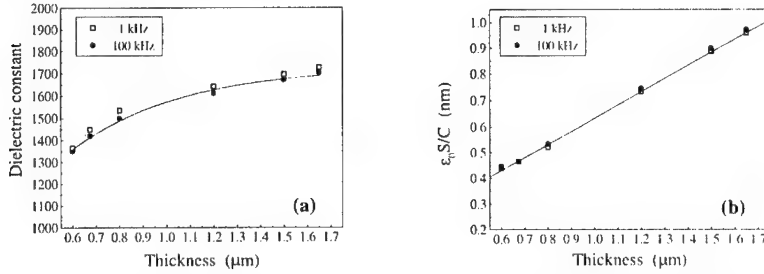 2000
1900
1800
1700
1600
1500
1400
1300
1200
1100
1000
Dielectric constant
1 kHz
100 kHz
(a)
0.6 0.7 0.8 0.9 1.0 1.1 1.2 1.3 1.4 1.5 1.6 1.7
Thickness (μm)
1.0
0.9
0.8
0.7
0.6
0.5
0.4
0.3
0.2
ε₀S/C (nm)
1 kHz
100 kHz
(b)
0.6 0.7 0.8 0.9 1.0 1.1 1.2 1.3 1.4 1.5 1.6 1.7
Thickness (μm)